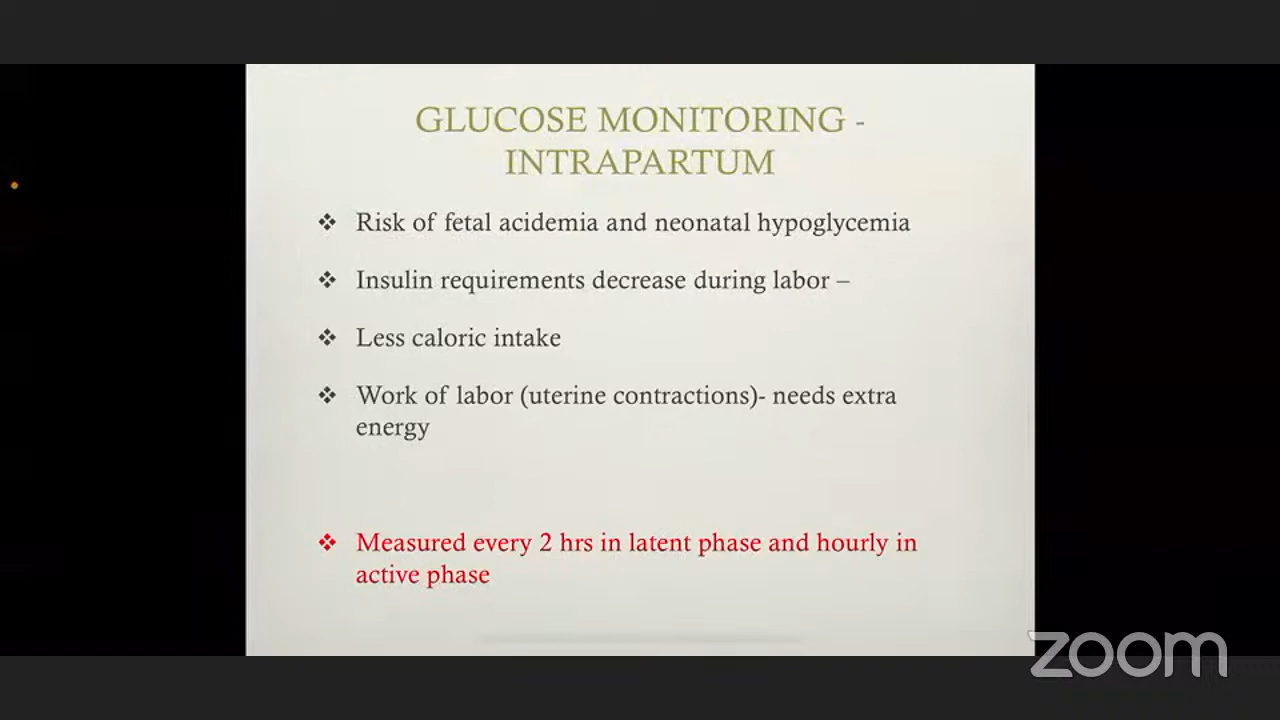 GLUCOSE MONITORING -
INTRAPARTUM
❖ Risk of fetal acidemia and neonatal hypoglycemia
❖ Insulin requirements decrease during labor –
❖ Less caloric intake
❖ Work of labor (uterine contractions)- needs extra
energy
❖ Measured every 2 hrs in latent phase and hourly in
active phase
zoom